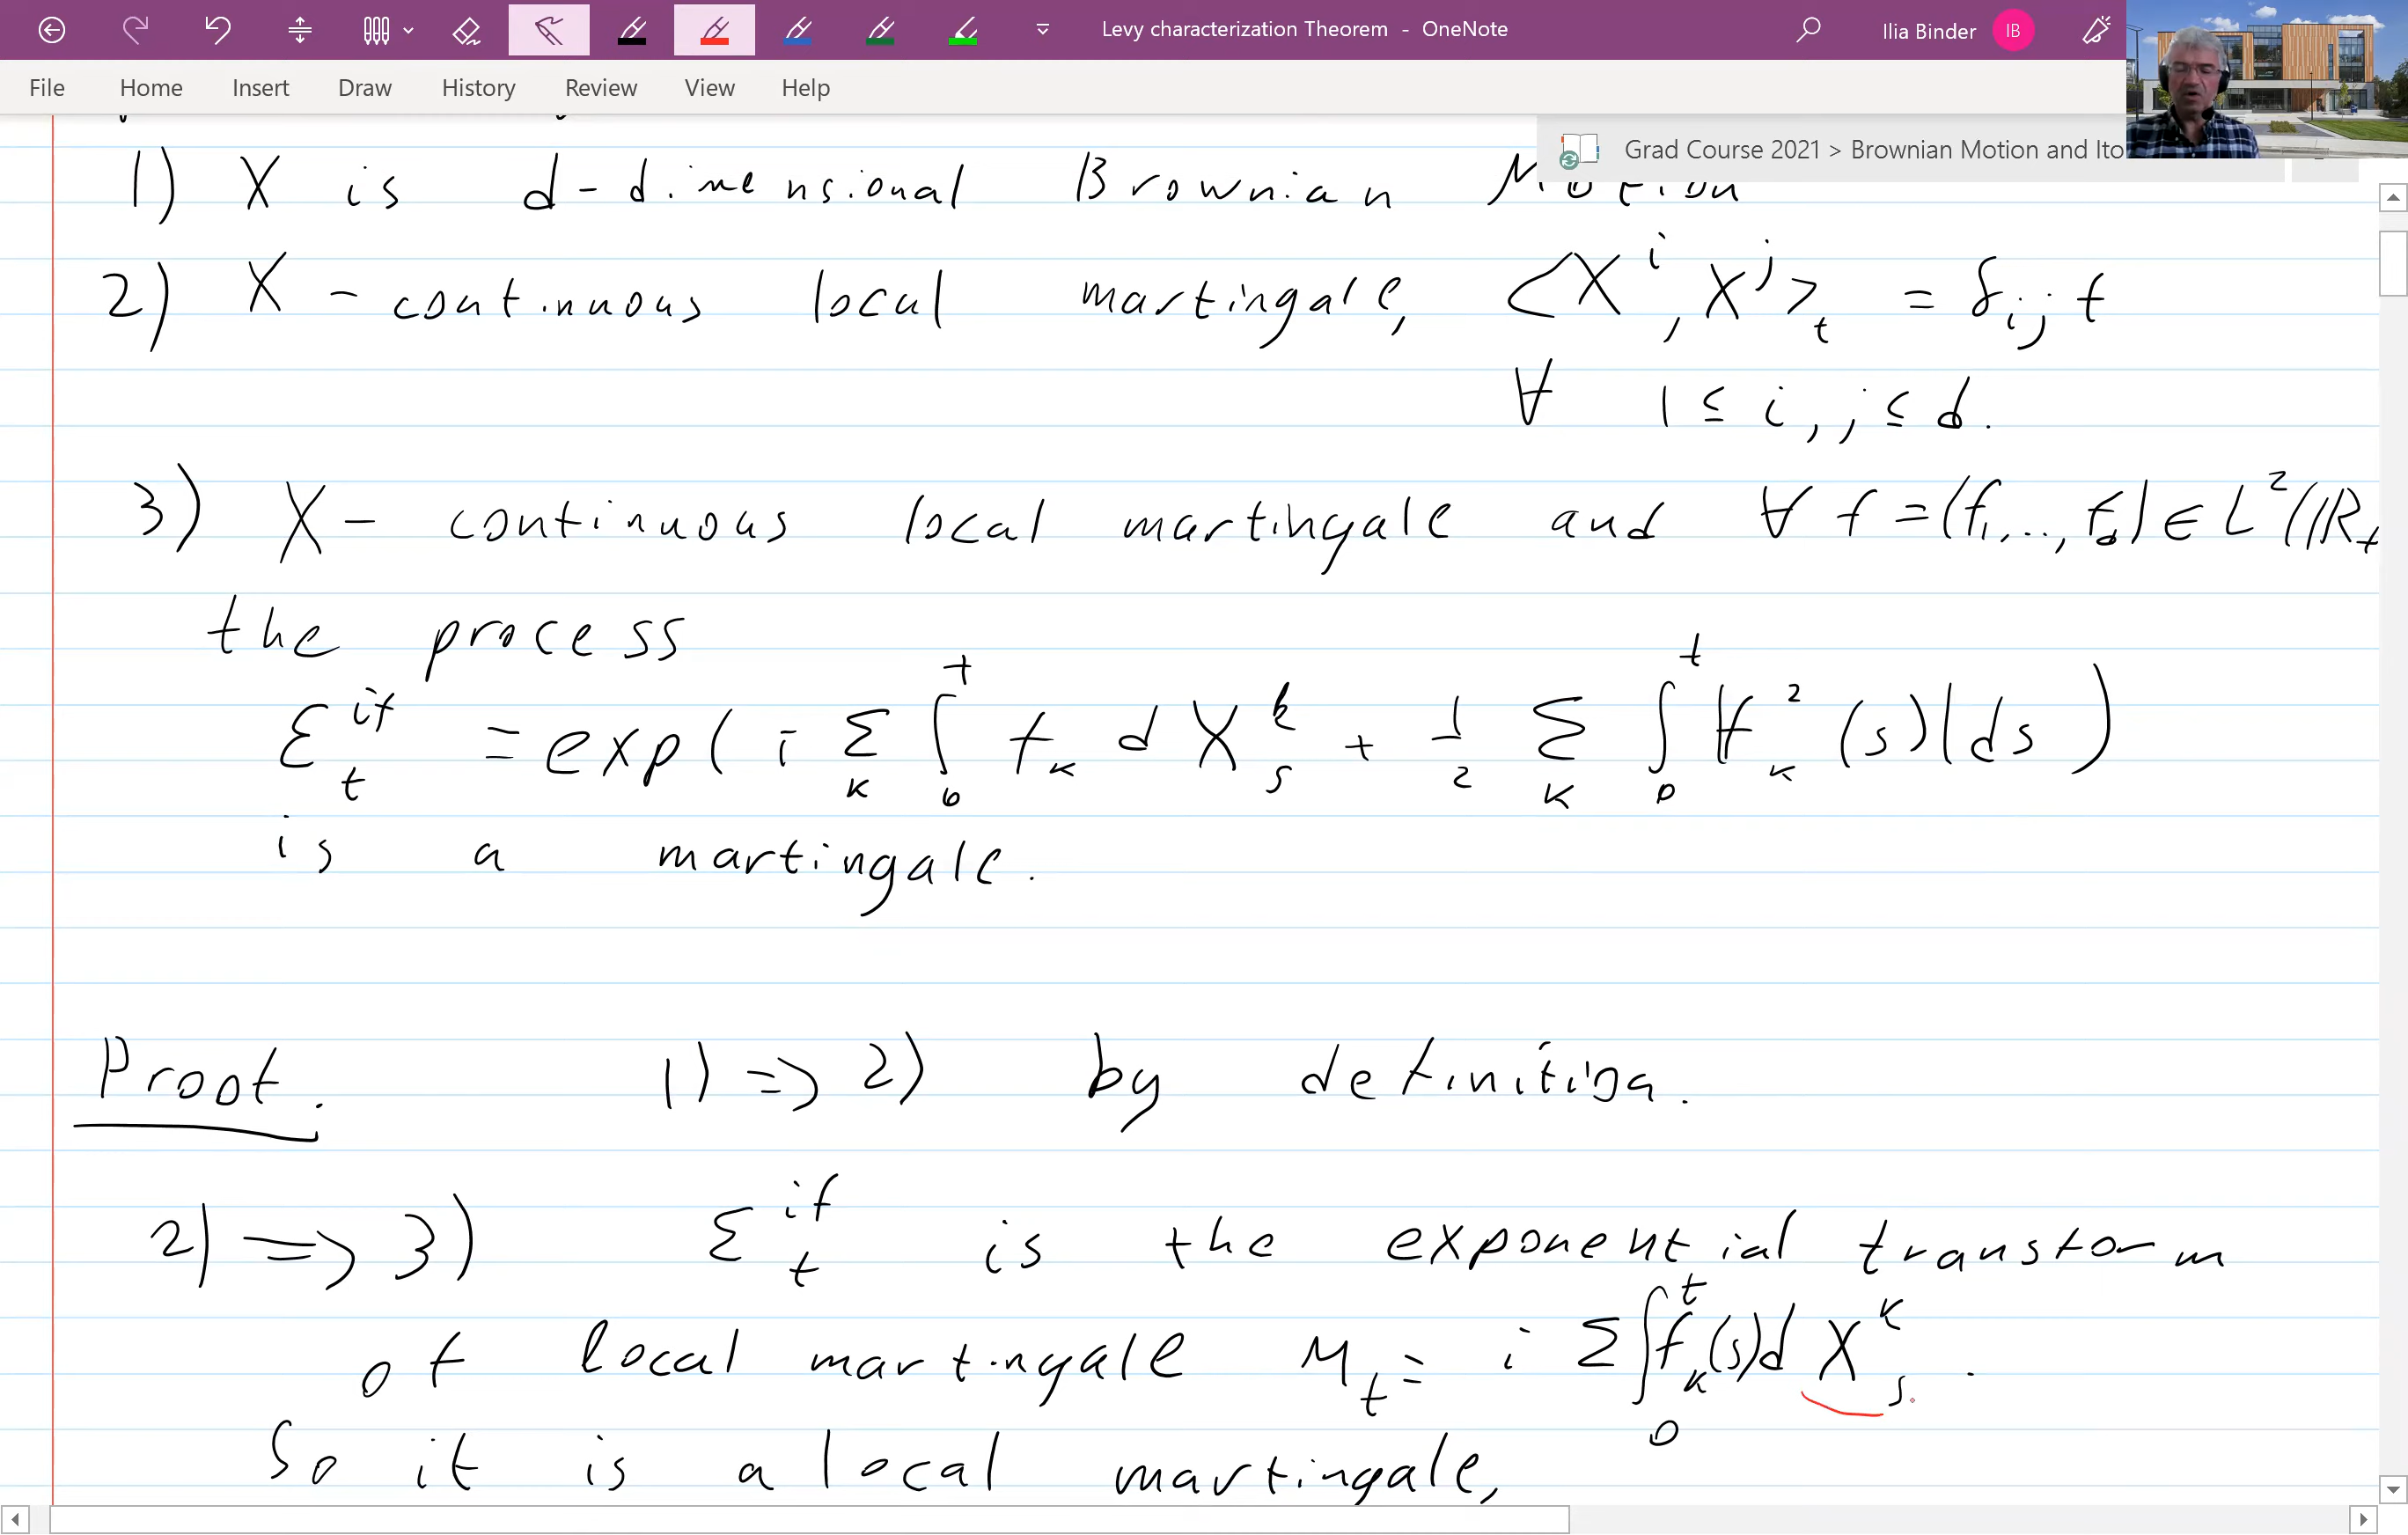 Levy characterization Theorem - OneNote
Ilia Binder IB
File Home Insert Draw History Review View Help
Grad Course 2021 > Brownian Motion and Ito
1) X is d-dimensional Brownian Motion
2) X - continuous local martingale, <X^i, X^j>_t = δ_ij t
∀ 1 ≤ i, j ≤ d.
3) X - continuous local martingale and ∀ f = (f_1, ..., f_d) ∈ L^2(ℝ_+
the process
Ɛ_t^{if} = exp( i Σ_k ∫_0^t f_k dX_s^k + 1/2 Σ_k ∫_0^t |f_k^2(s)| ds )
is a martingale.
Proof. 1) => 2) by definition.
2) => 3) Ɛ_t^{if} is the exponential transform
of local martingale M_t = i Σ ∫_0^t f_k(s) dX_s^k .
So it is a local martingale,